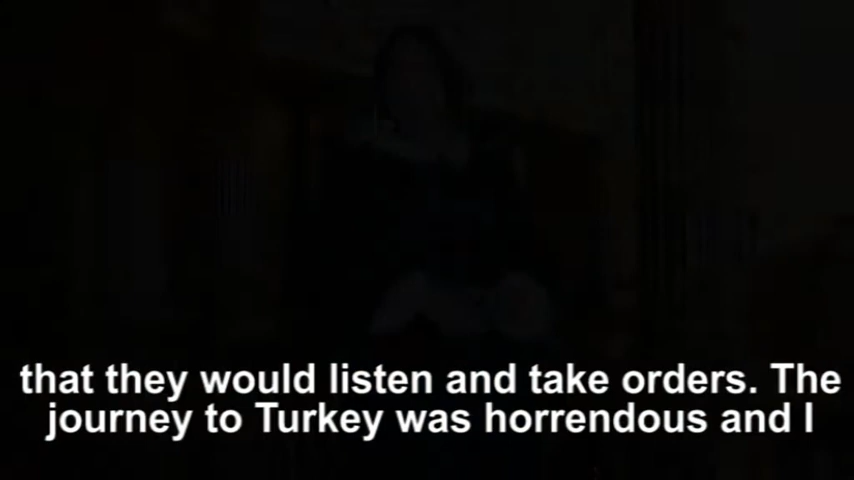 that they would listen and take orders. The
journey to Turkey was horrendous and I